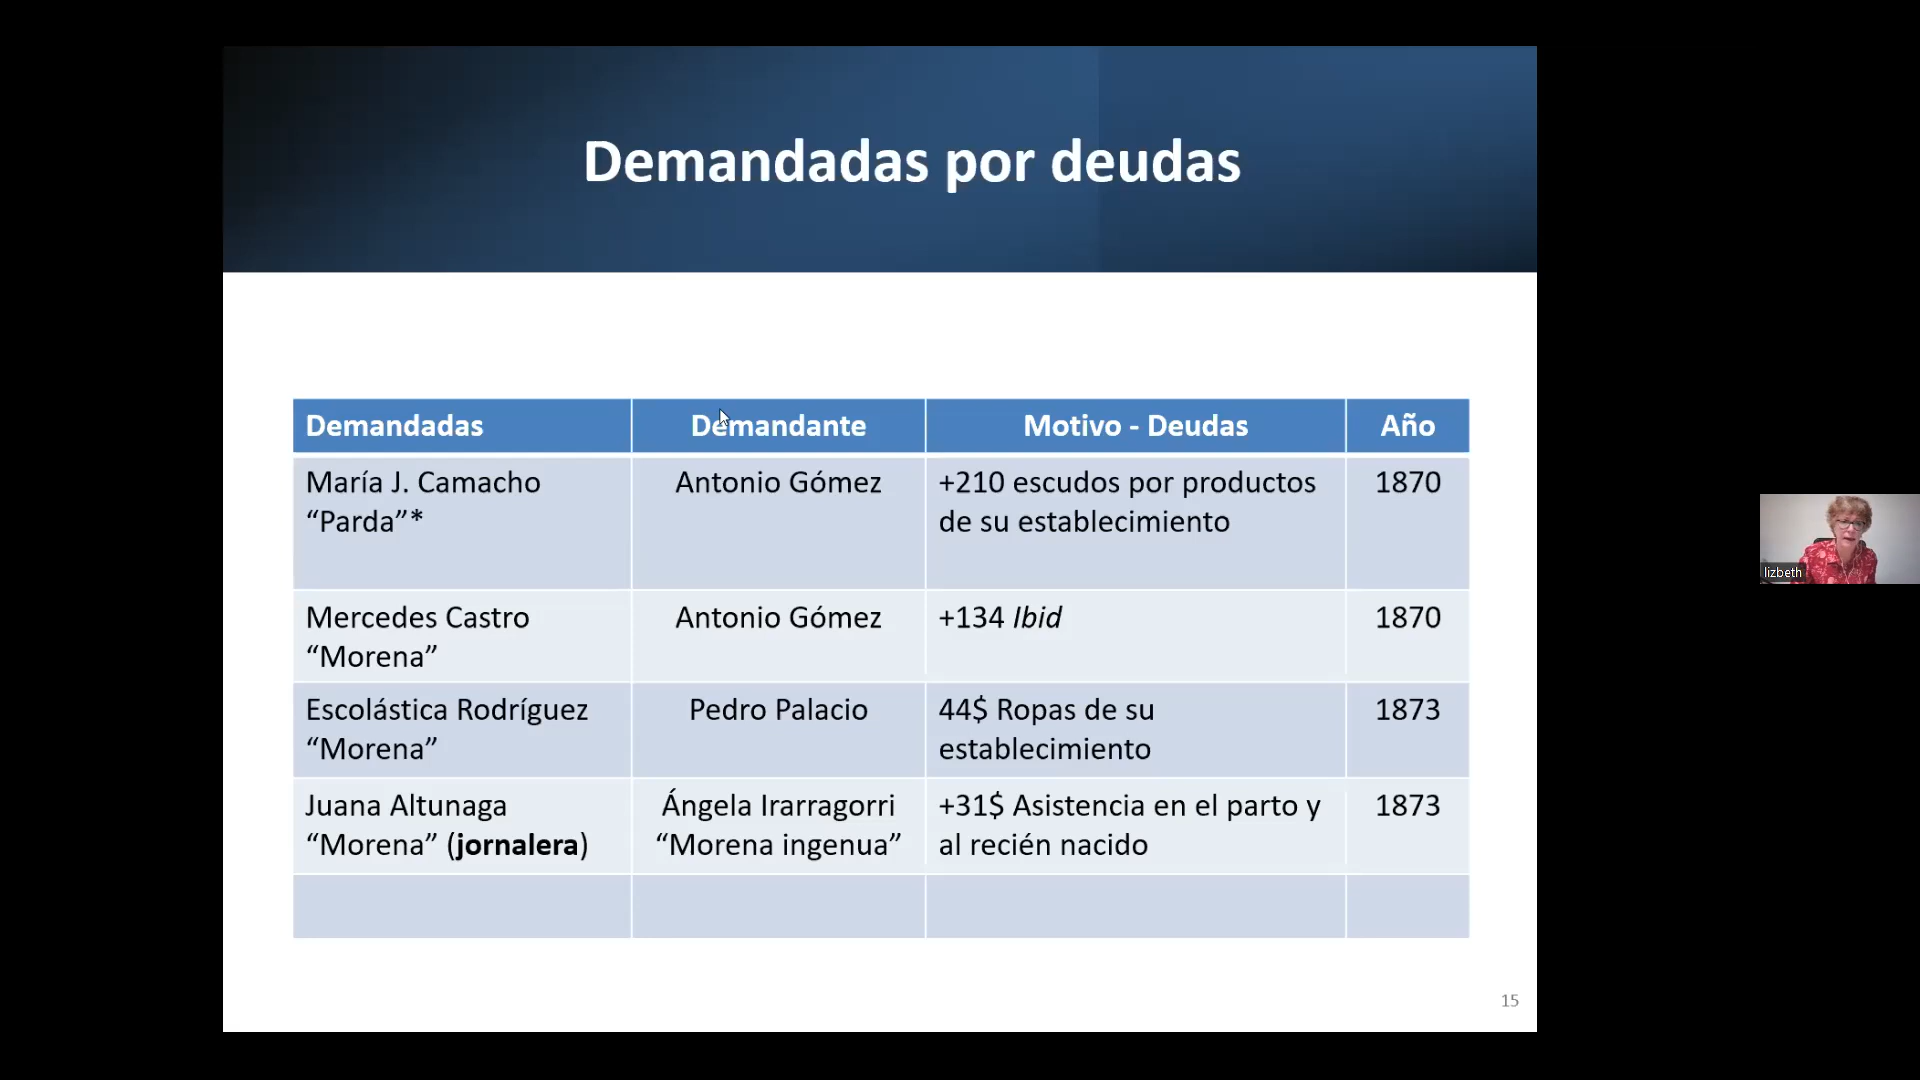 Demandadas por deudas
Demandadas
Demandante
Motivo - Deudas
Año
María J. Camacho
“Parda”*
Antonio Gómez
+210 escudos por productos
de su establecimiento
1870
Mercedes Castro
“Morena”
Antonio Gómez
+134 Ibid
1870
Escolástica Rodríguez
“Morena”
Pedro Palacio
44$ Ropas de su
establecimiento
1873
Juana Altunaga
“Morena” (jornalera)
Ángela Irarragorri
“Morena ingenua”
+31$ Asistencia en el parto y
al recién nacido
1873
15
lizbeth